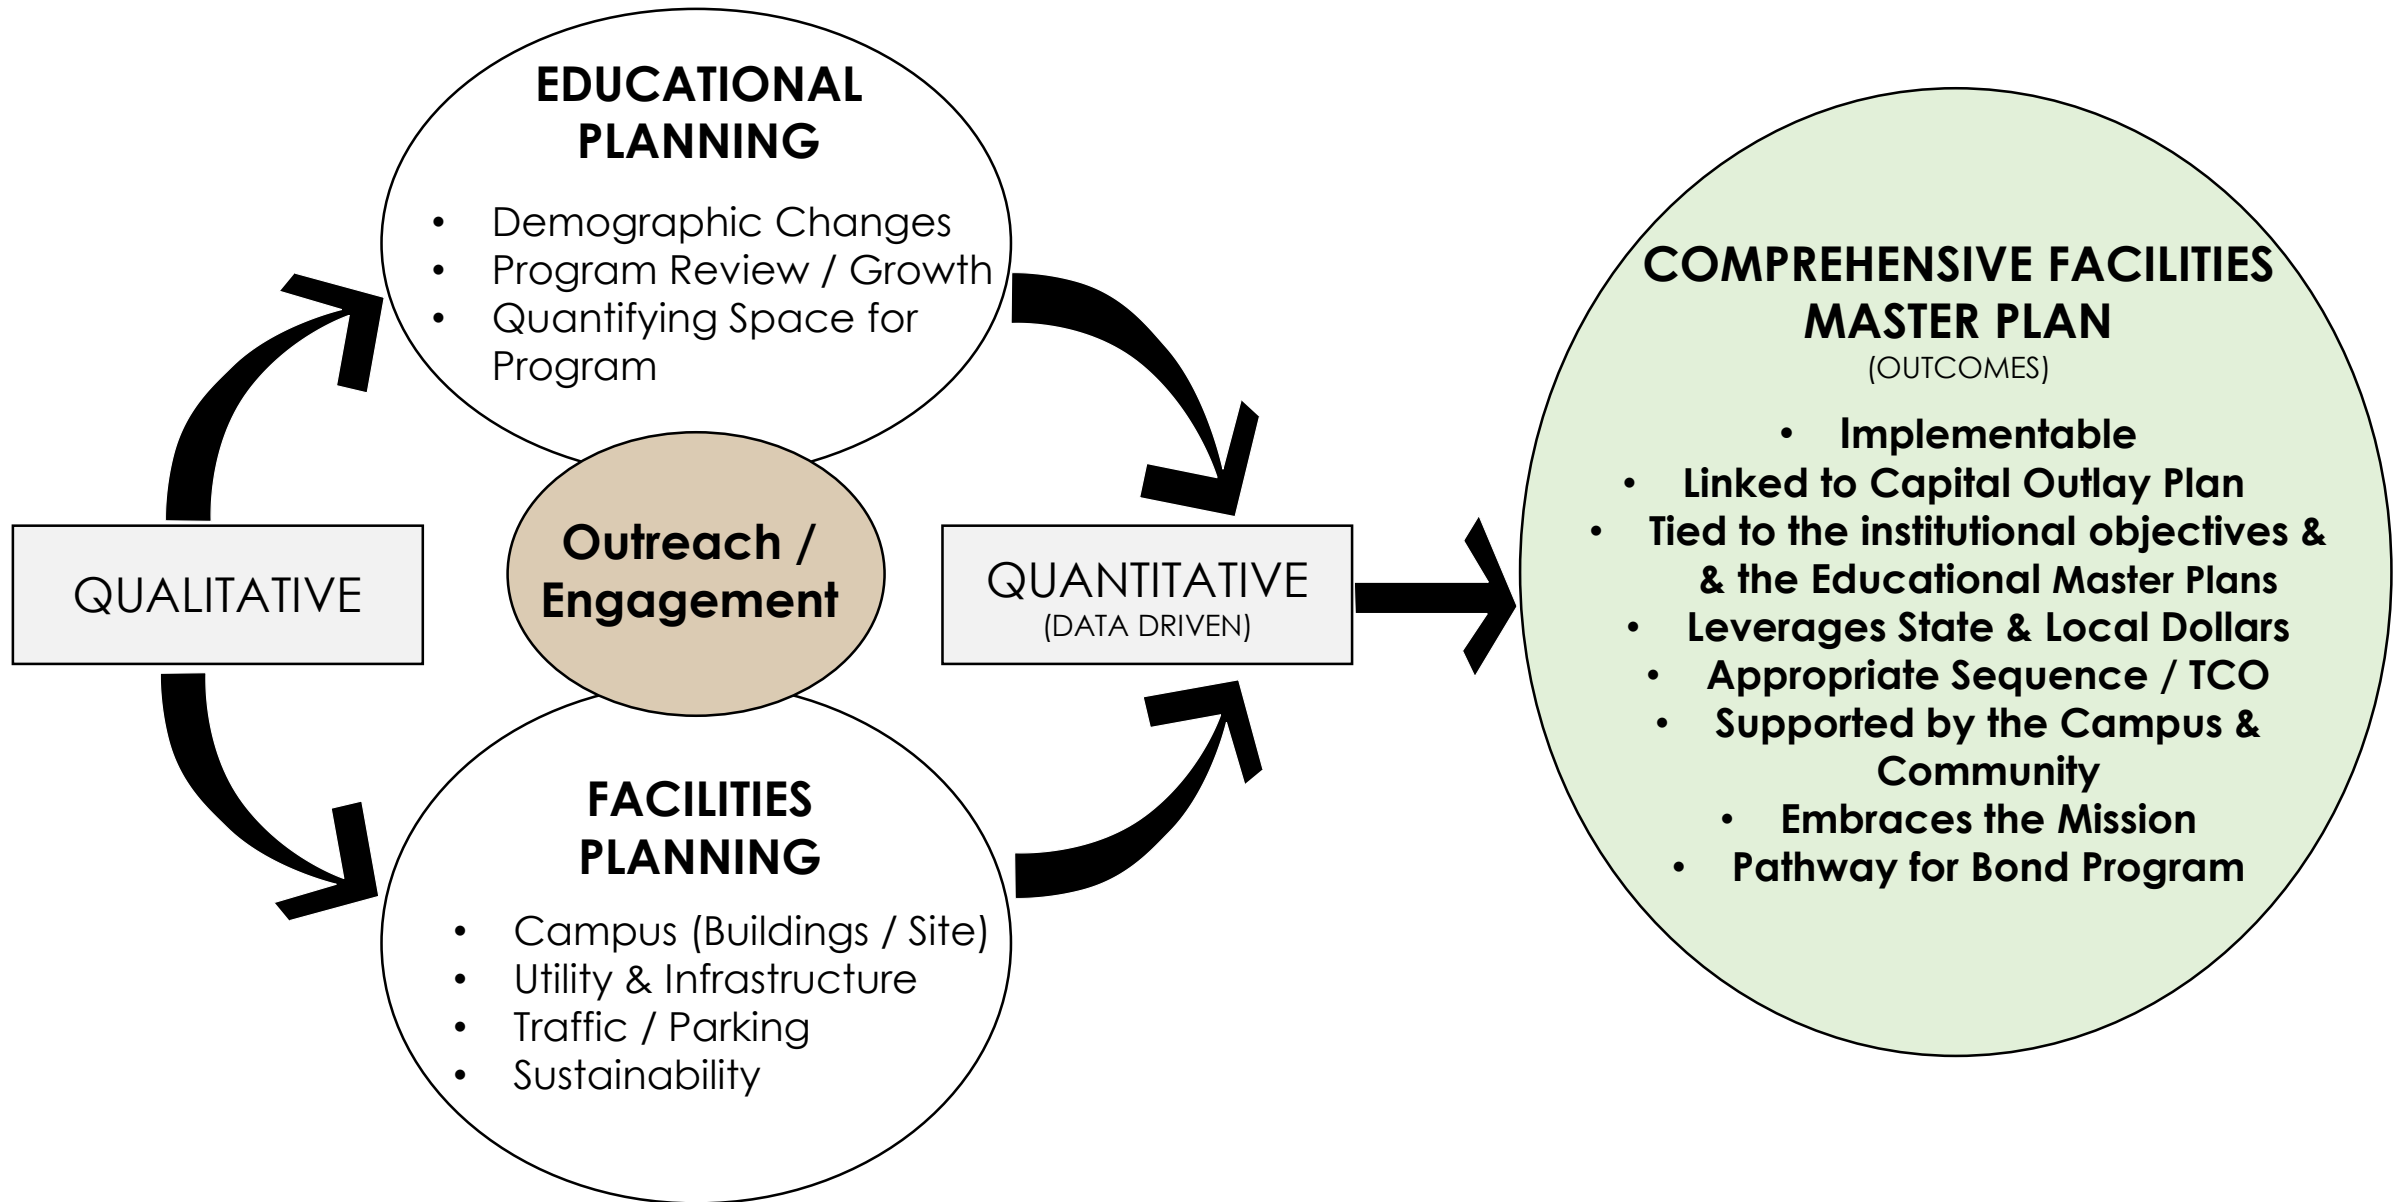 EDUCATIONAL
PLANNING
• Demographic Changes
• Program Review / Growth
• Quantifying Space for
Program
QUALITATIVE
Outreach /
Engagement
QUANTITATIVE
(DATA DRIVEN)
FACILITIES
PLANNING
• Campus (Buildings / Site)
• Utility & Infrastructure
• Traffic / Parking
• Sustainability
COMPREHENSIVE FACILITIES
MASTER PLAN
(OUTCOMES)
• Implementable
• Linked to Capital Outlay Plan
• Tied to the institutional objectives &
& the Educational Master Plans
• Leverages State & Local Dollars
• Appropriate Sequence / TCO
• Supported by the Campus &
Community
• Embraces the Mission
• Pathway for Bond Program